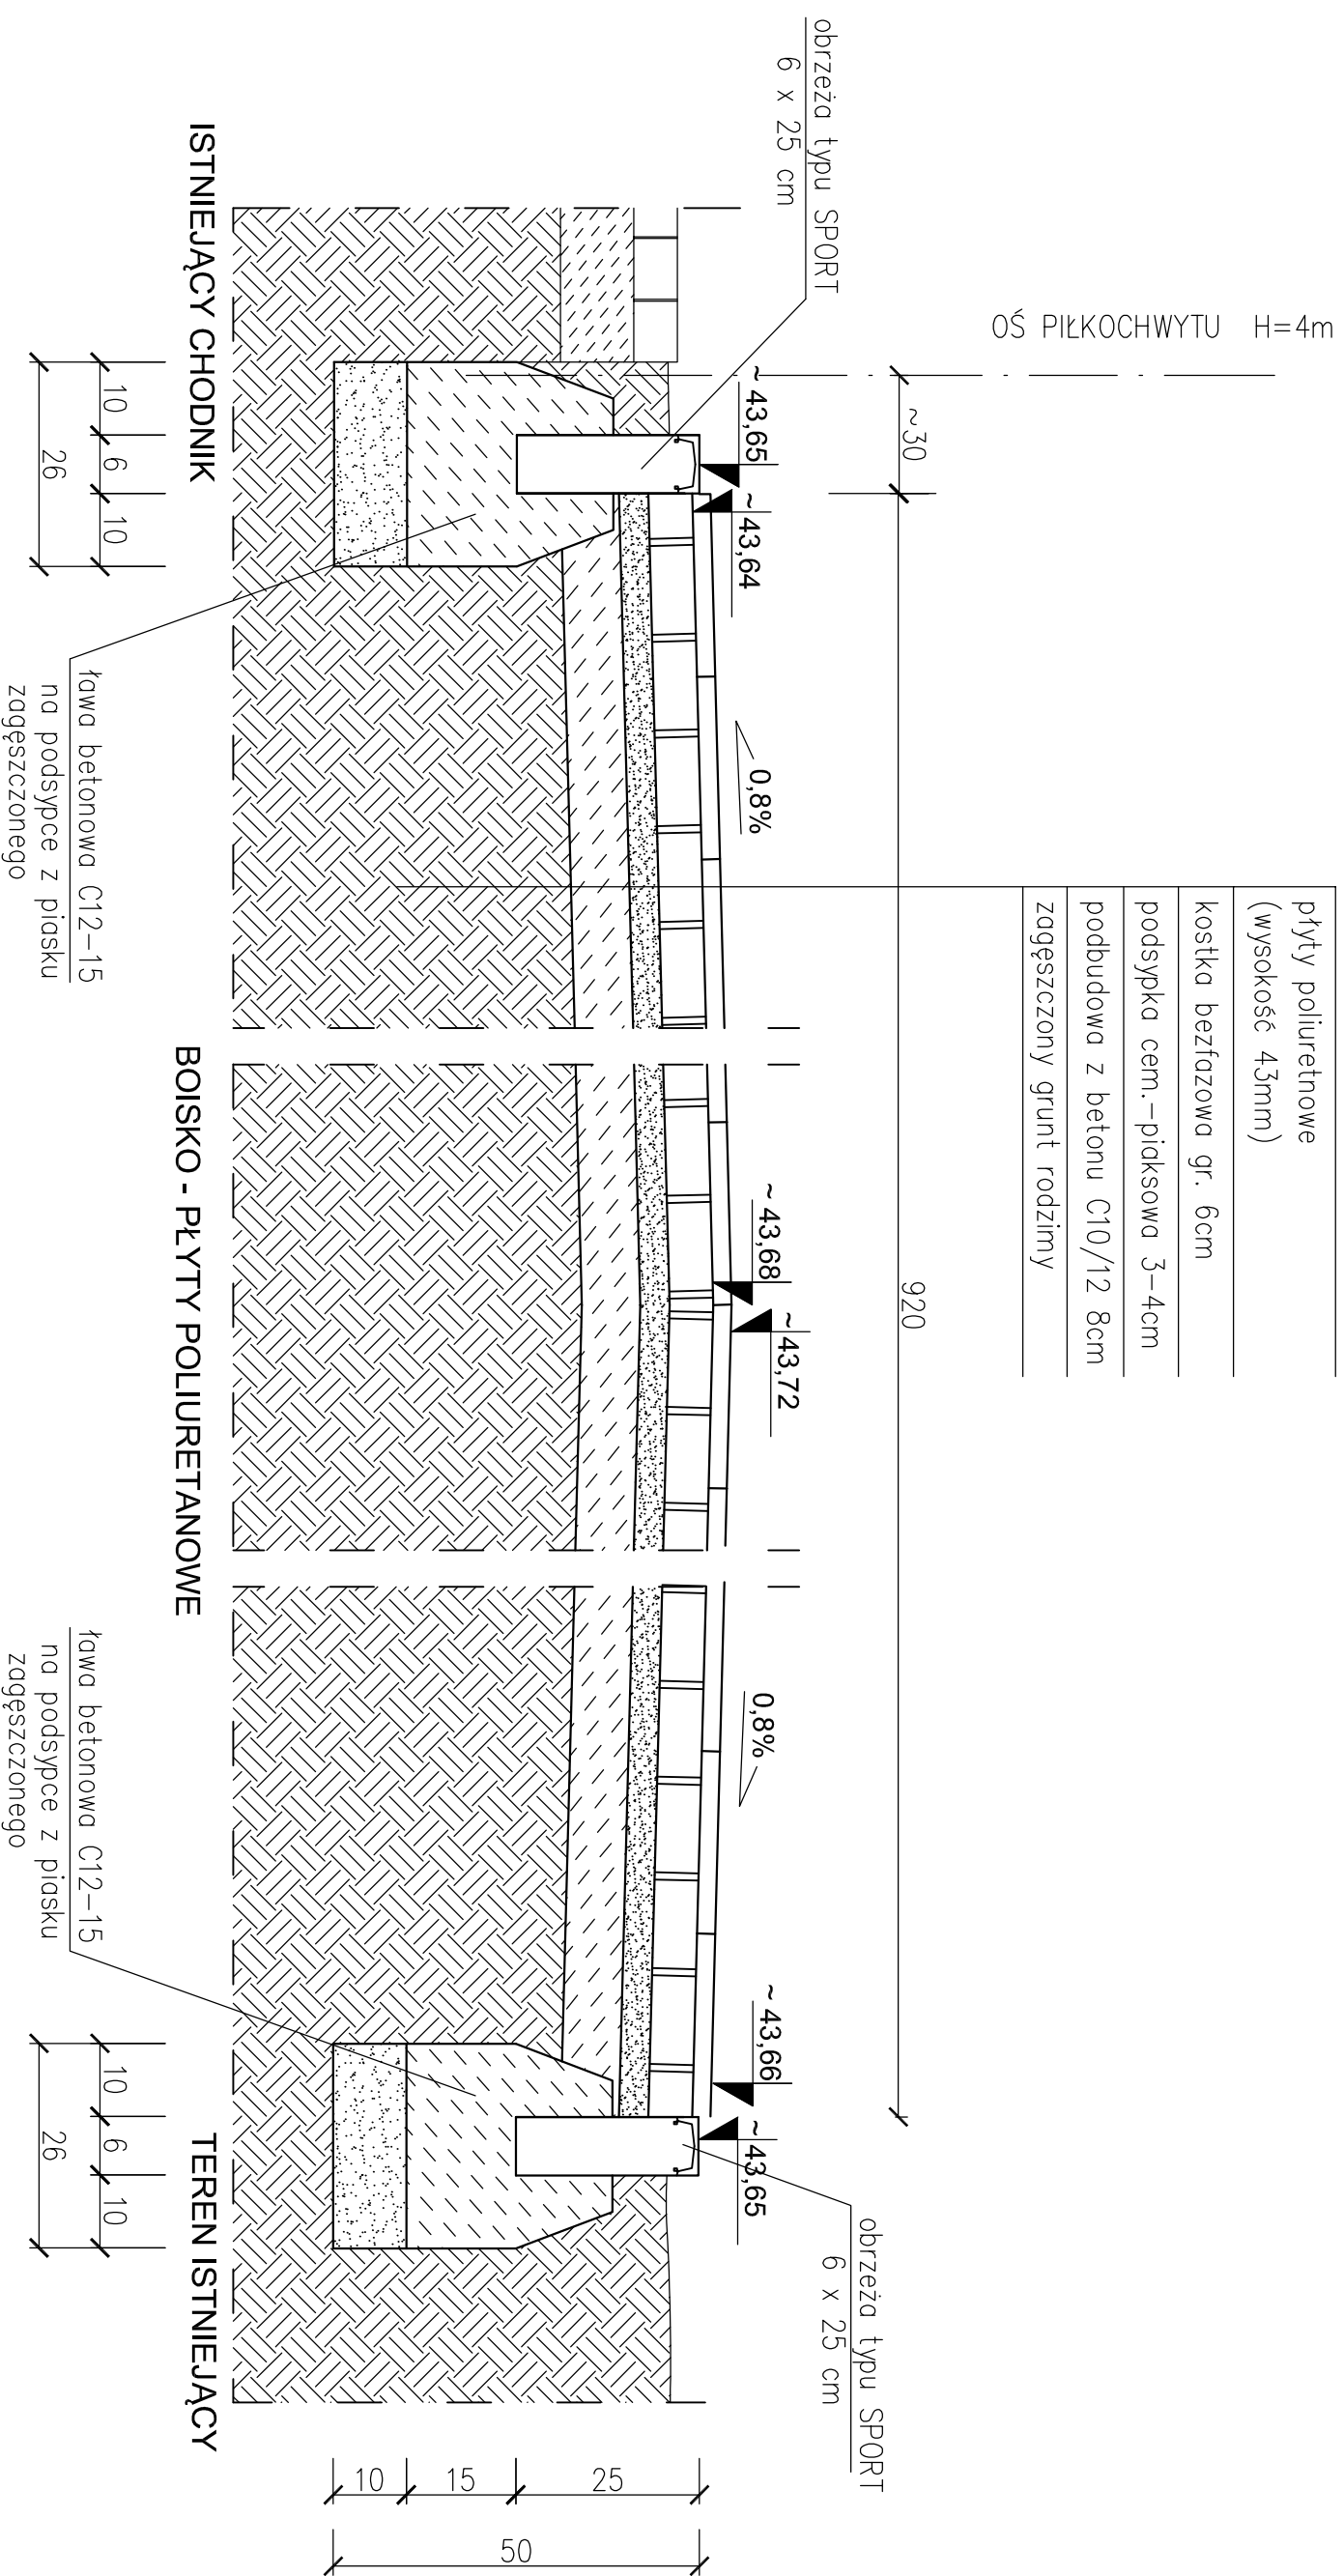 OŚ PIŁKOCHWYTU H=4m
płyty poliuretnowe
(wysokość 43mm)
kostka bezfazowa gr. 6cm
podsypka cem.-piaksowa 3-4cm
podbudowa z betonu C10/12 8cm
zagęszczony grunt rodzimy
obrzeża typu SPORT
6 x 25 cm
~30
920
~43,65
~43,64
0,8%
~43,68
~43,72
0,8%
~43,66
~43,65
obrzeża typu SPORT
6 x 25 cm
25
15
10
50
ISTNIEJĄCY CHODNIK
BOISKO - PŁYTY POLIURETANOWE
TEREN ISTNIEJĄCY
10
6
10
26
ława betonowa C12-15
na podsypce z piasku
zagęszczonego
ława betonowa C12-15
na podsypce z piasku
zagęszczonego
10
6
10
26